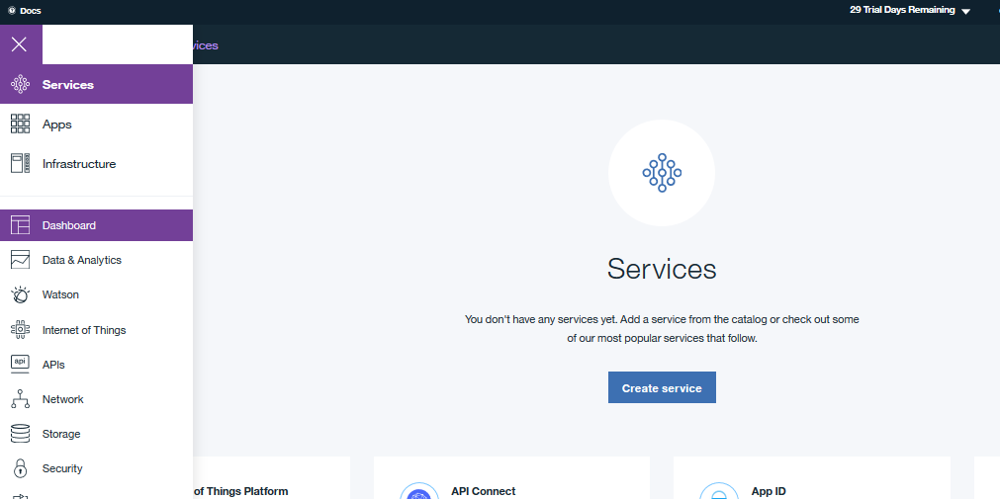 Docs
29 Trial Days Remaining
vices
Services
Apps
Infrastructure
Dashboard
Data & Analytics
Watson
Internet of Things
api
APIs
Network
Storage
Security
Services
You don't have any services yet. Add a service from the catalog or check out some
of our most popular services that follow.
Create service
of Things Platform
API Connect
App ID